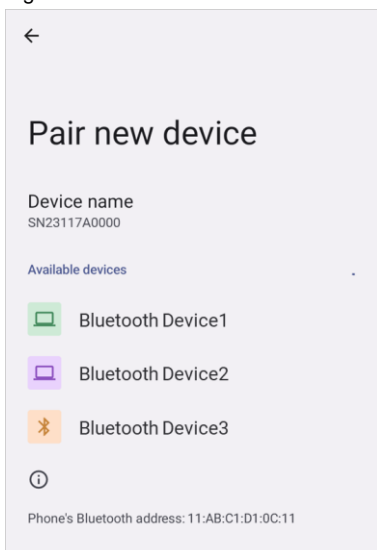 Pair new device
Device name
SN23117A0000
Available devices
Bluetooth Device1
Bluetooth Device2
Bluetooth Device3
Phone's Bluetooth address: 11:AB:C1:D1:0C:11